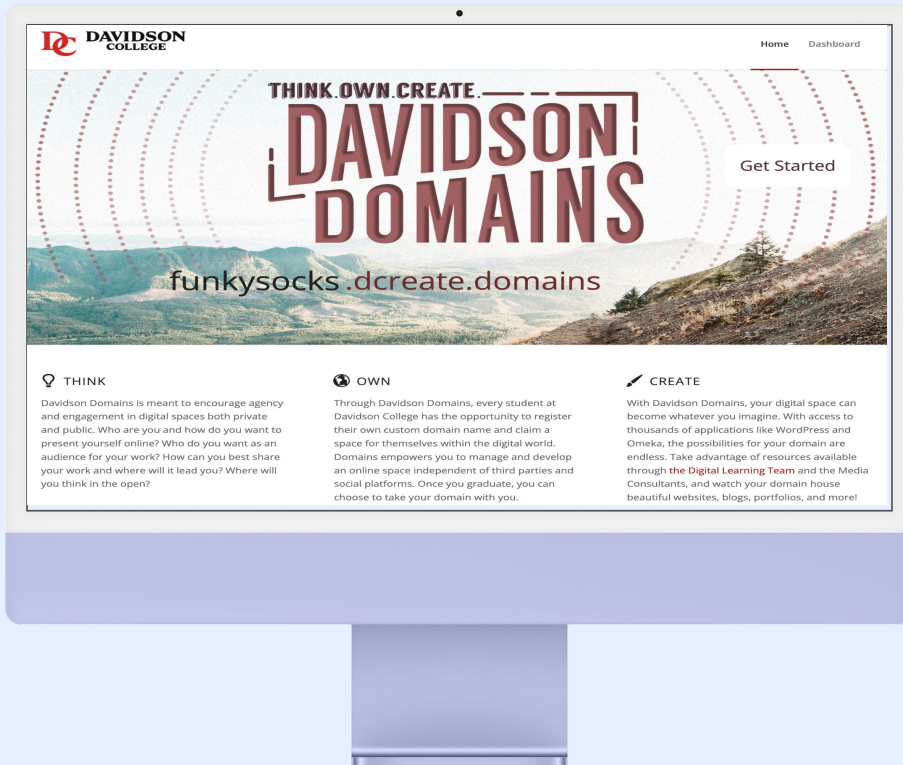 DC DAVIDSON
COLLEGE
Home Dashboard
THINK.OWN.CREATE.
DAVIDSON
DOMAINS
Get Started
funkysocks.dcreate.domains
THINK
Davidson Domains is meant to encourage agency
and engagement in digital spaces both private
and public. Who are you and how do you want to
present yourself online? Who do you want as an
audience for your work? How can you best share
your work and where will it lead you? Where will
you think in the open?
OWN
Through Davidson Domains, every student at
Davidson College has the opportunity to register
their own custom domain name and claim a
space for themselves within the digital world.
Domains empowers you to manage and develop
an online space independent of third parties and
social platforms. Once you graduate, you can
choose to take your domain with you.
CREATE
With Davidson Domains, your digital space can
become whatever you imagine. With access to
thousands of applications like WordPress and
Omeka, the possibilities for your domain are
endless. Take advantage of resources available
through the Digital Learning Team and the Media
Consultants, and watch your domain house
beautiful websites, blogs, portfolios, and more!